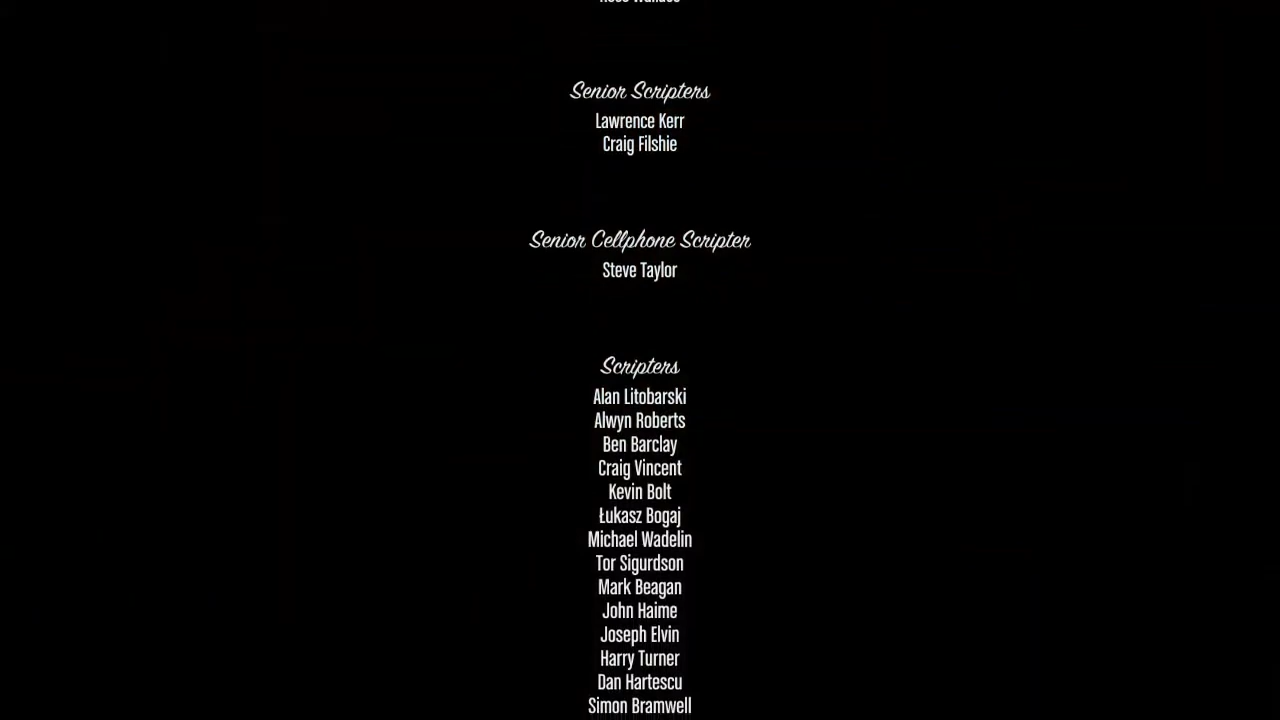 Senior Scripters
Lawrence Kerr
Craig Filshie
Senior Cellphone Scripter
Steve Taylor
Scripters
Alan Litobarski
Alwyn Roberts
Ben Barclay
Craig Vincent
Kevin Bolt
Łukasz Bogaj
Michael Wadelin
Tor Sigurdson
Mark Beagan
John Haime
Joseph Elvin
Harry Turner
Dan Hartescu
Simon Bramwell